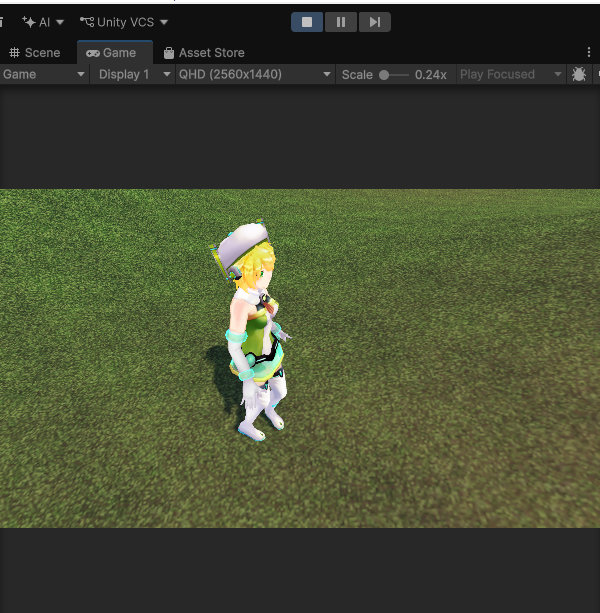 AI Unity VCS
Scene Game Asset Store
Game Display 1 QHD (2560x1440) Scale 0.24x Play Focused